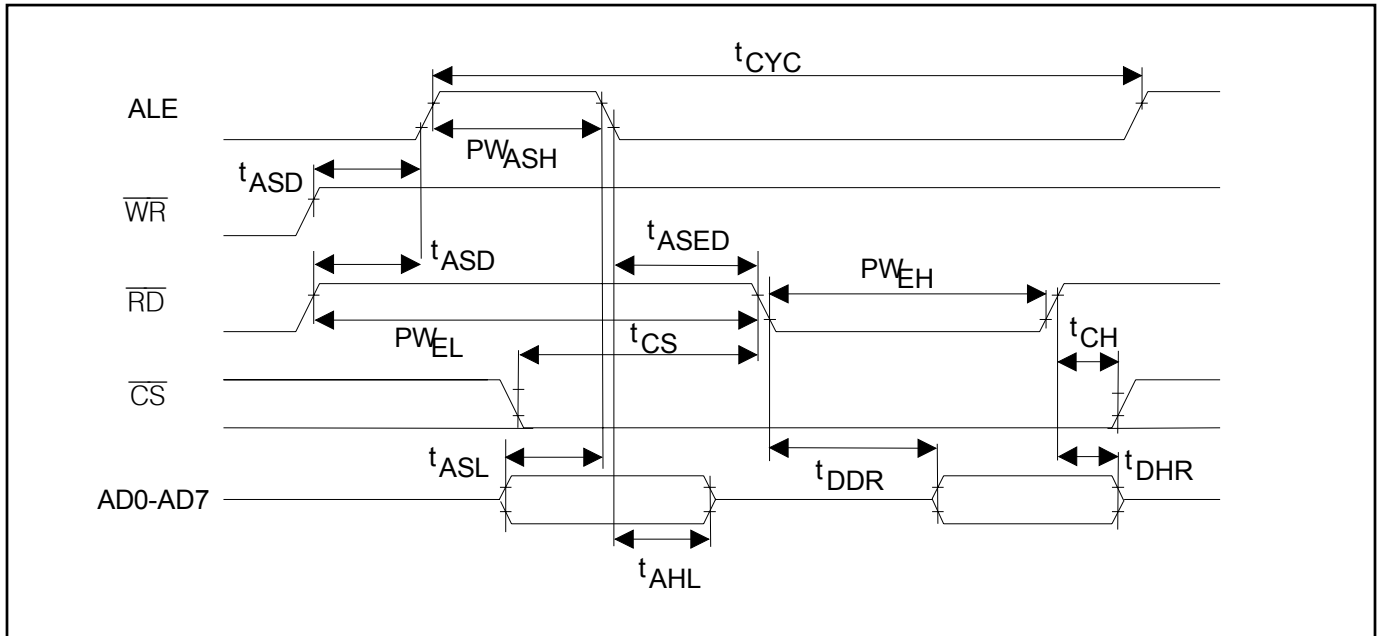 tCYC
ALE
PWASH
tASD
WR
tASD
tASED
PWEH
RD
PWEL
tCS
tCH
CS
tASL
tDDR
tDHR
AD0-AD7
tAHL